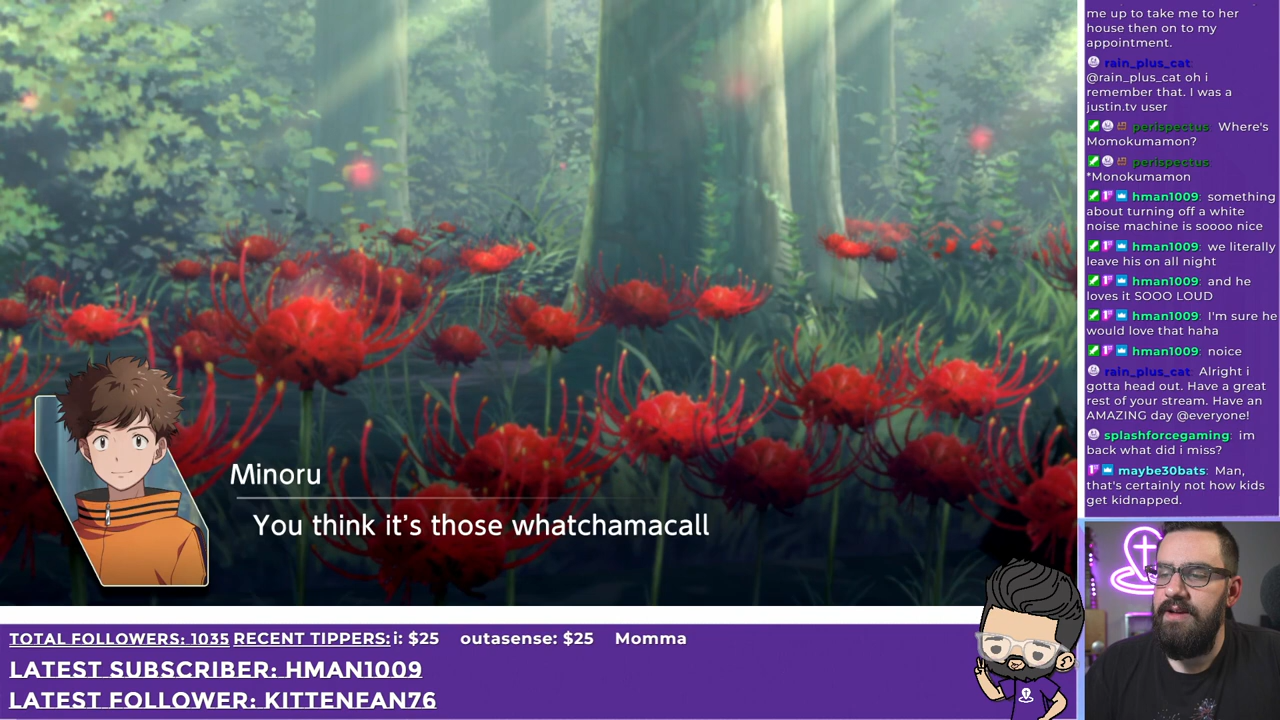 me up to take me to her
house then on to my
appointment.
rain_plus_cat:
@rain_plus_cat oh i
remember that. I was a
justin.tv user
perispectus: Where's
Momokumamon?
perispectus:
*Monokumamon
hman1009: something
about turning off a white
noise machine is soooo nice
hman1009: we literally
leave his on all night
hman1009: and he
loves it SOOO LOUD
hman1009: I'm sure he
would love that haha
hman1009: noice
rain_plus_cat: Alright i
gotta head out. Have a great
rest of your stream. Have an
AMAZING day @everyone!
splashforcegaming: im
back what did i miss?
maybe30bats: Man,
that's certainly not how kids
get kidnapped.
Minoru
You think it's those whatchamacall
TOTAL FOLLOWERS: 1035 RECENT TIPPERS: i: $25 outasense: $25 Momma
LATEST SUBSCRIBER: HMAN1009
LATEST FOLLOWER: KITTENFAN76